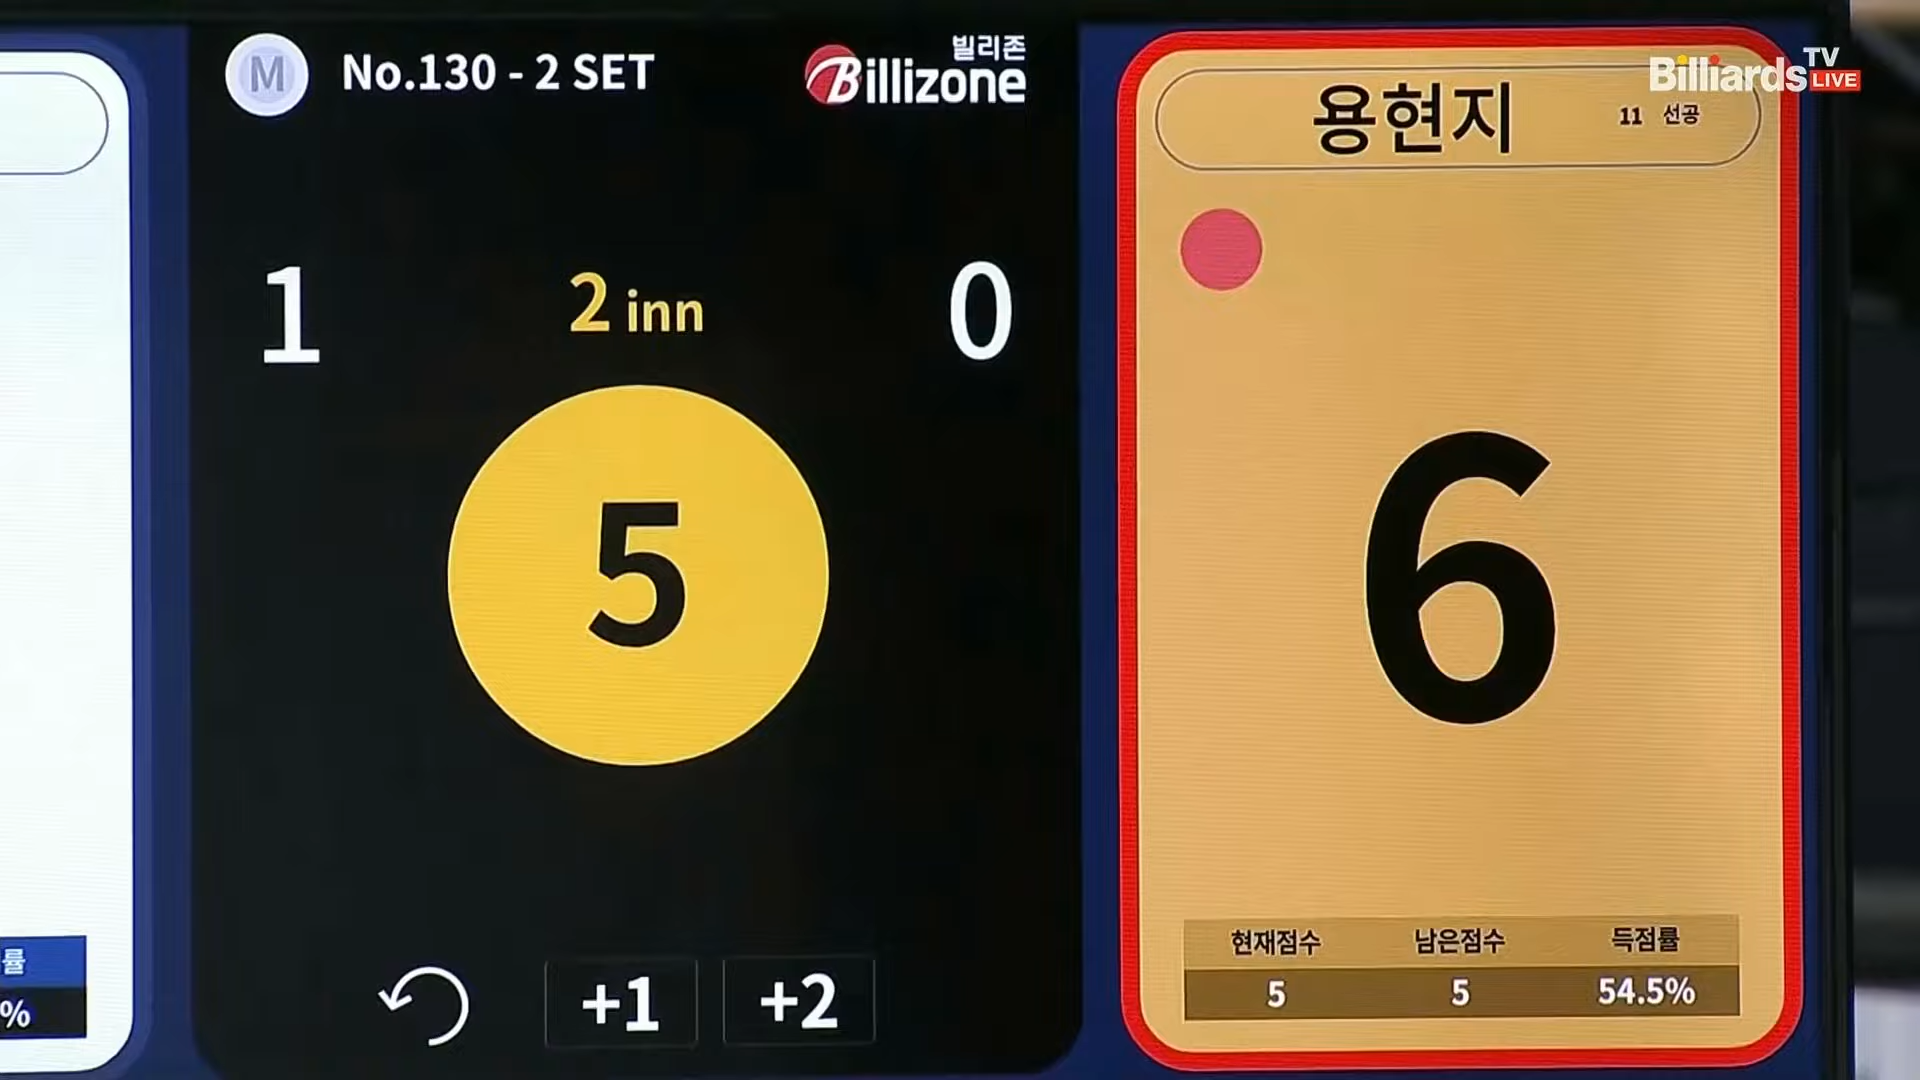 M No.130 - 2 SET
빌리존
Billizone
Billiards TV
LIVE
용현지 11 선공
1 2 inn 0
5
6
률
%
+1 +2
현재점수 남은점수 득점률
5 5 54.5%